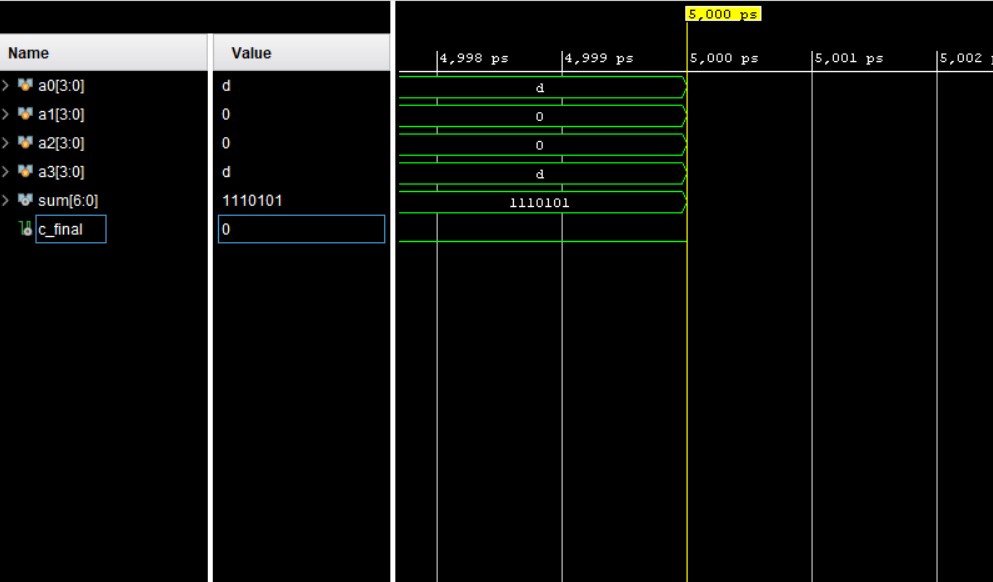 5,000 ps
Name Value 4,998 ps 4,999 ps 5,000 ps 5,001 ps 5,002
a0[3:0] d d
a1[3:0] 0 0
a2[3:0] 0 0
a3[3:0] d d
sum[6:0] 1110101 1110101
c_final 0